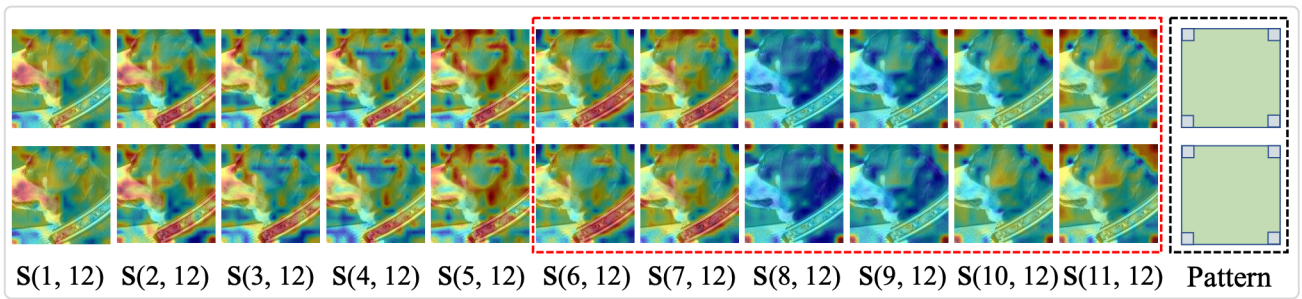 S(1, 12) S(2, 12) S(3, 12) S(4, 12) S(5, 12) S(6, 12) S(7, 12) S(8, 12) S(9, 12) S(10, 12) S(11, 12) Pattern